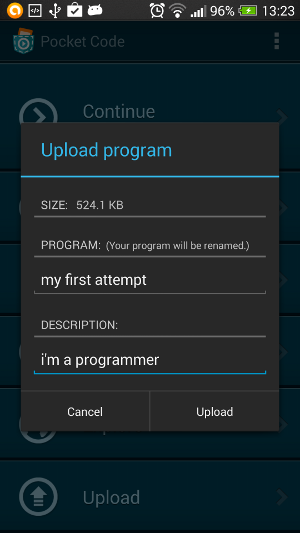 96% 13:23
Pocket Code
Continue
Upload program
SIZE: 524.1 KB
PROGRAM: (Your program will be renamed.)
my first attempt
DESCRIPTION:
i'm a programmer
Cancel Upload
Upload